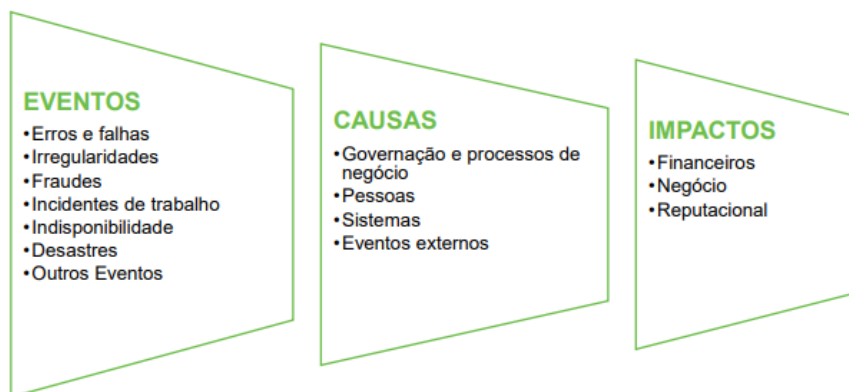 EVENTOS
•Erros e falhas
•Irregularidades
•Fraudes
•Incidentes de trabalho
•Indisponibilidade
•Desastres
•Outros Eventos
CAUSAS
•Governação e processos de
negócio
•Pessoas
•Sistemas
•Eventos externos
IMPACTOS
•Financeiros
•Negócio
•Reputacional